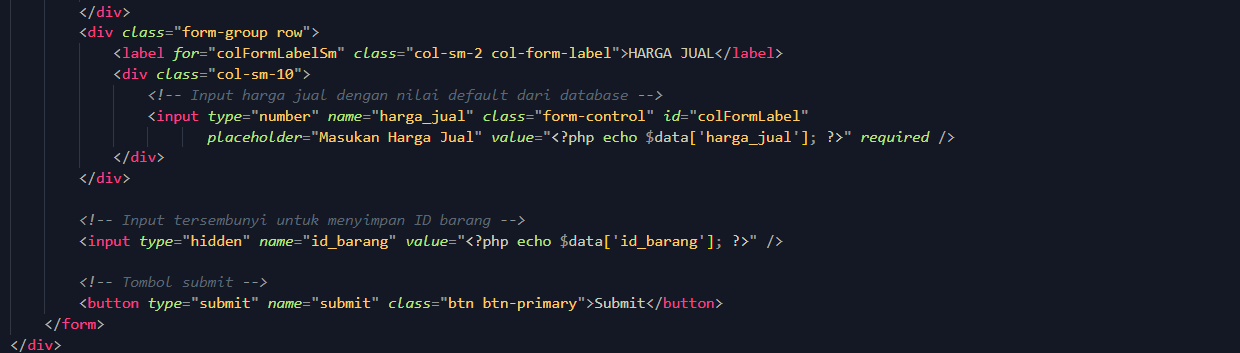 </div>
<div class="form-group row">
<label for="colFormLabelSm" class="col-sm-2 col-form-label">HARGA JUAL</label>
<div class="col-sm-10">
<!-- Input harga jual dengan nilai default dari database -->
<input type="number" name="harga_jual" class="form-control" id="colFormLabel"
placeholder="Masukan Harga Jual" value="<?php echo $data['harga_jual']; ?>" required />
</div>
</div>
<!-- Input tersembunyi untuk menyimpan ID barang -->
<input type="hidden" name="id_barang" value="<?php echo $data['id_barang']; ?>" />
<!-- Tombol submit -->
<button type="submit" name="submit" class="btn btn-primary">Submit</button>
</form>
</div>